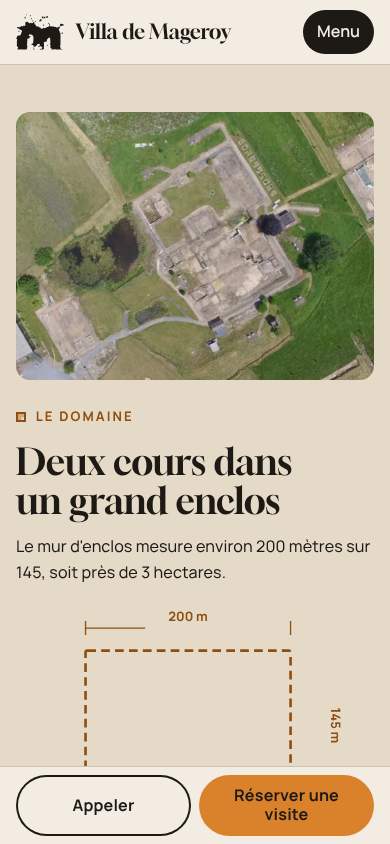 Villa de Mageroy
Menu
LE DOMAINE
Deux cours dans
un grand enclos
Le mur d'enclos mesure environ 200 mètres sur
145, soit près de 3 hectares.
200 m
145 m
Appeler
Réserver une
visite